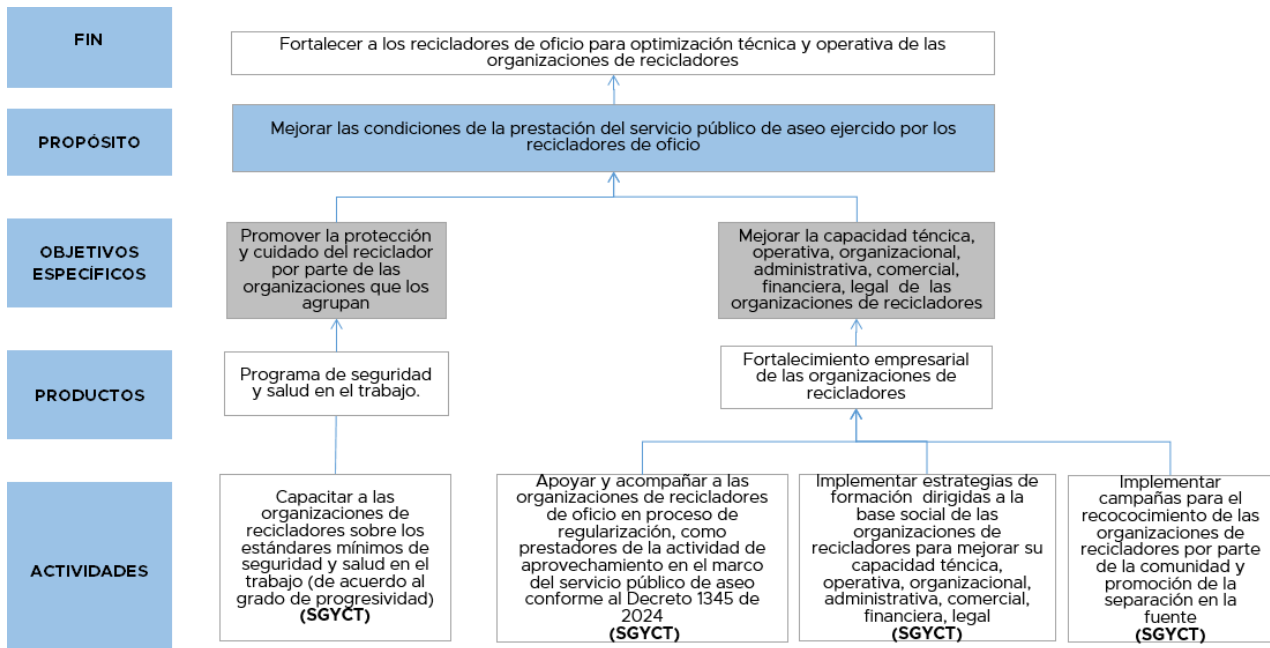 FIN
Fortalecer a los recicladores de oficio para optimización técnica y operativa de las
organizaciones de recicladores
PROPÓSITO
Mejorar las condiciones de la prestación del servicio público de aseo ejercido por los
recicladores de oficio
OBJETIVOS
ESPECÍFICOS
Promover la protección
y cuidado del reciclador
por parte de las
organizaciones que los
agrupan
Mejorar la capacidad téncica,
operativa, organizacional,
administrativa, comercial,
financiera, legal de las
organizaciones de recicladores
PRODUCTOS
Programa de seguridad
y salud en el trabajo.
Fortalecimiento empresarial
de las organizaciones de
recicladores
ACTIVIDADES
Capacitar a las
organizaciones de
recicladores sobre los
estándares mínimos de
seguridad y salud en el
trabajo (de acuerdo al
grado de progresividad)
(SGYCT)
Apoyar y acompañar a las
organizaciones de recicladores
de oficio en proceso de
regularización, como
prestadores de la actividad de
aprovechamiento en el marco
del servicio público de aseo
conforme al Decreto 1345 de
2024
(SGYCT)
Implementar estrategias de
formación dirigidas a la
base social de las
organizaciones de
recicladores para mejorar su
capacidad téncica,
operativa, organizacional,
administrativa, comercial,
financiera, legal
(SGYCT)
Implementar
campañas para el
recococimiento de las
organizaciones de
recicladores por parte
de la comunidad y
promoción de la
separación en la
fuente
(SGYCT)